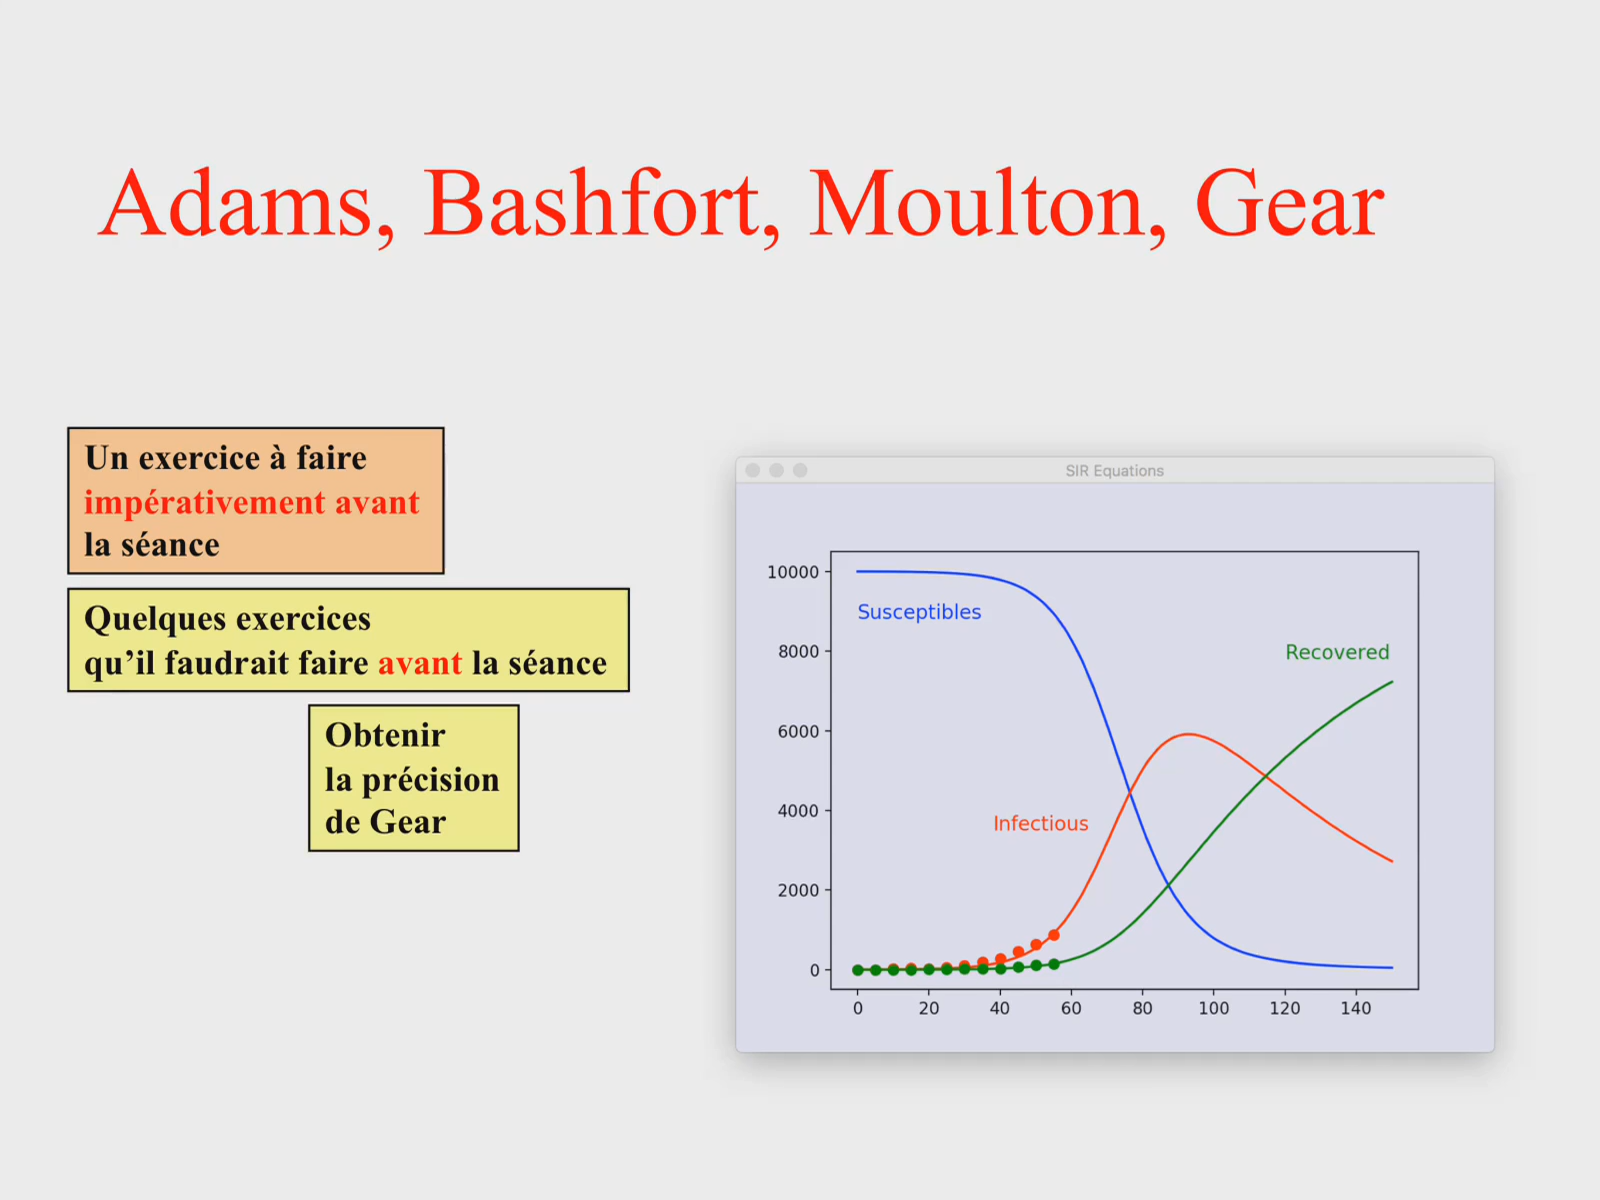 Adams, Bashfort, Moulton, Gear
Un exercice à faire
impérativement avant
la séance
Quelques exercices
qu’il faudrait faire avant la séance
Obtenir
la précision
de Gear
SIR Equations
10000
8000
6000
4000
2000
0
Susceptibles
Recovered
Infectious
0 20 40 60 80 100 120 140